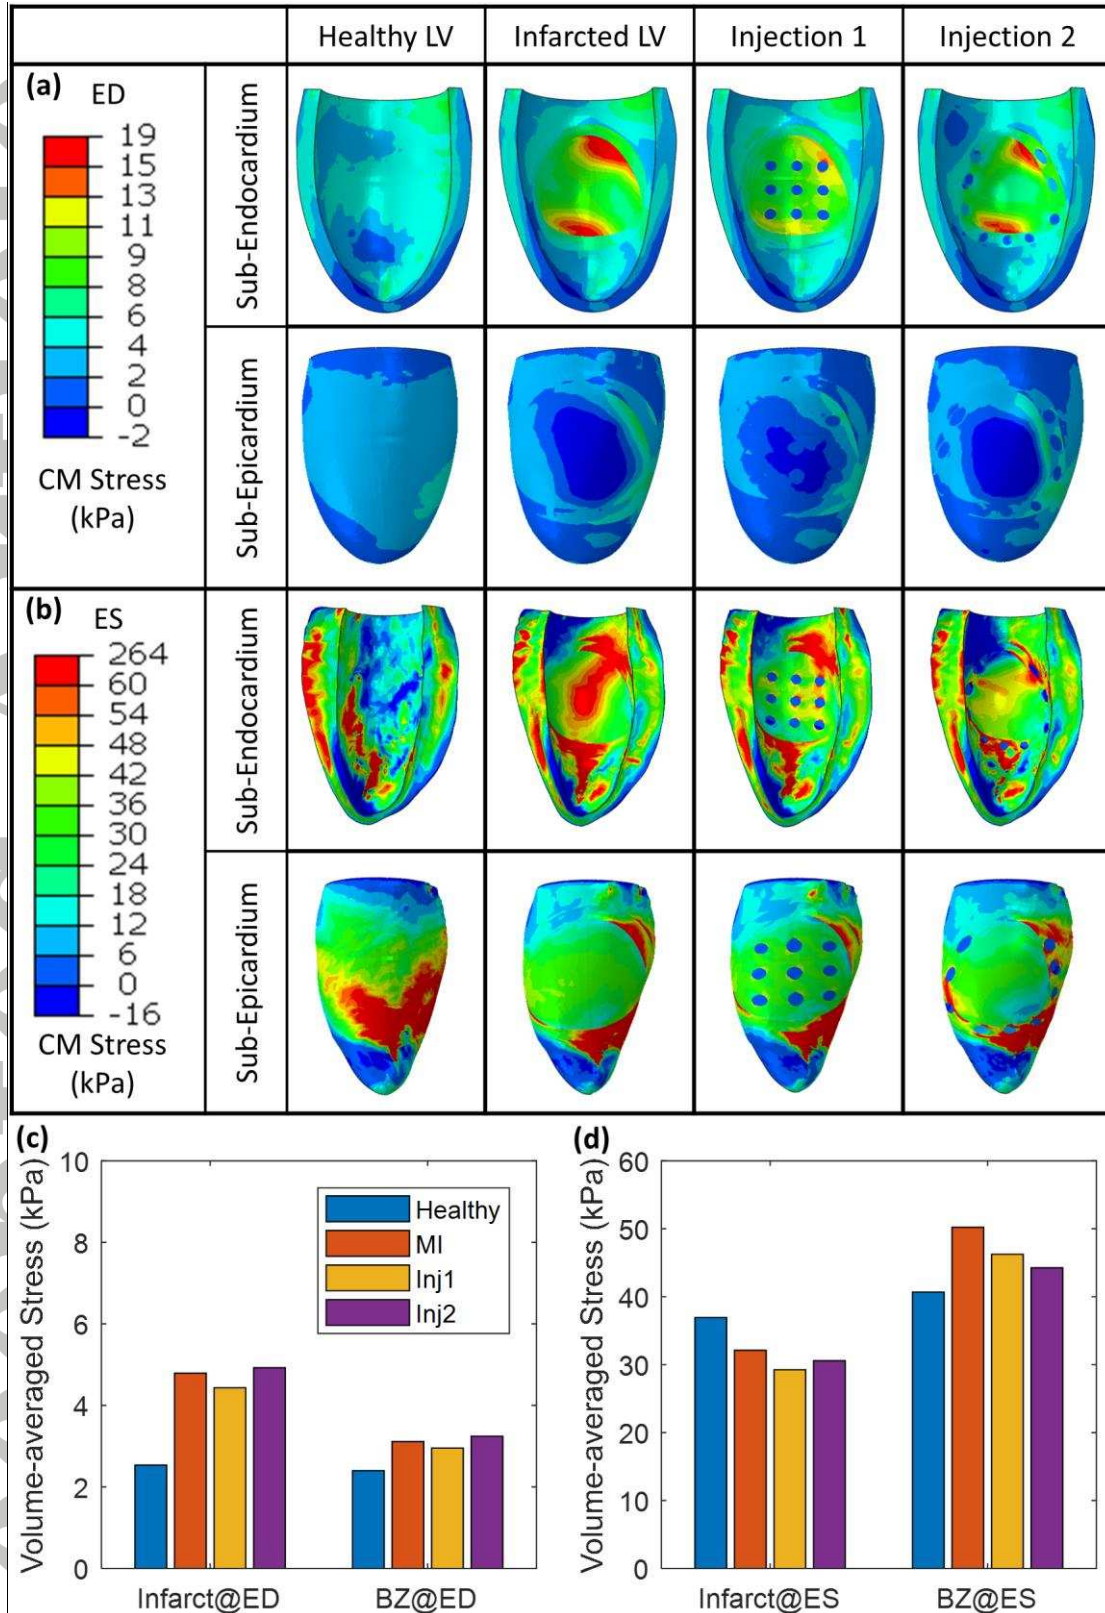 Healthy LV Infarcted LV Injection 1 Injection 2
(a) ED
19
15
13
11
9
8
6
4
2
0
-2
CM Stress
(kPa)
Sub-Endocardium
Sub-Epicardium
(b) ES
264
60
54
48
42
36
30
24
18
12
6
0
-16
CM Stress
(kPa)
Sub-Endocardium
Sub-Epicardium
(c)
Volume-averaged Stress (kPa)
10
8
6
4
2
0
Healthy
MI
Inj1
Inj2
Infarct@ED BZ@ED
(d)
Volume-averaged Stress (kPa)
60
50
40
30
20
10
0
Infarct@ES BZ@ES